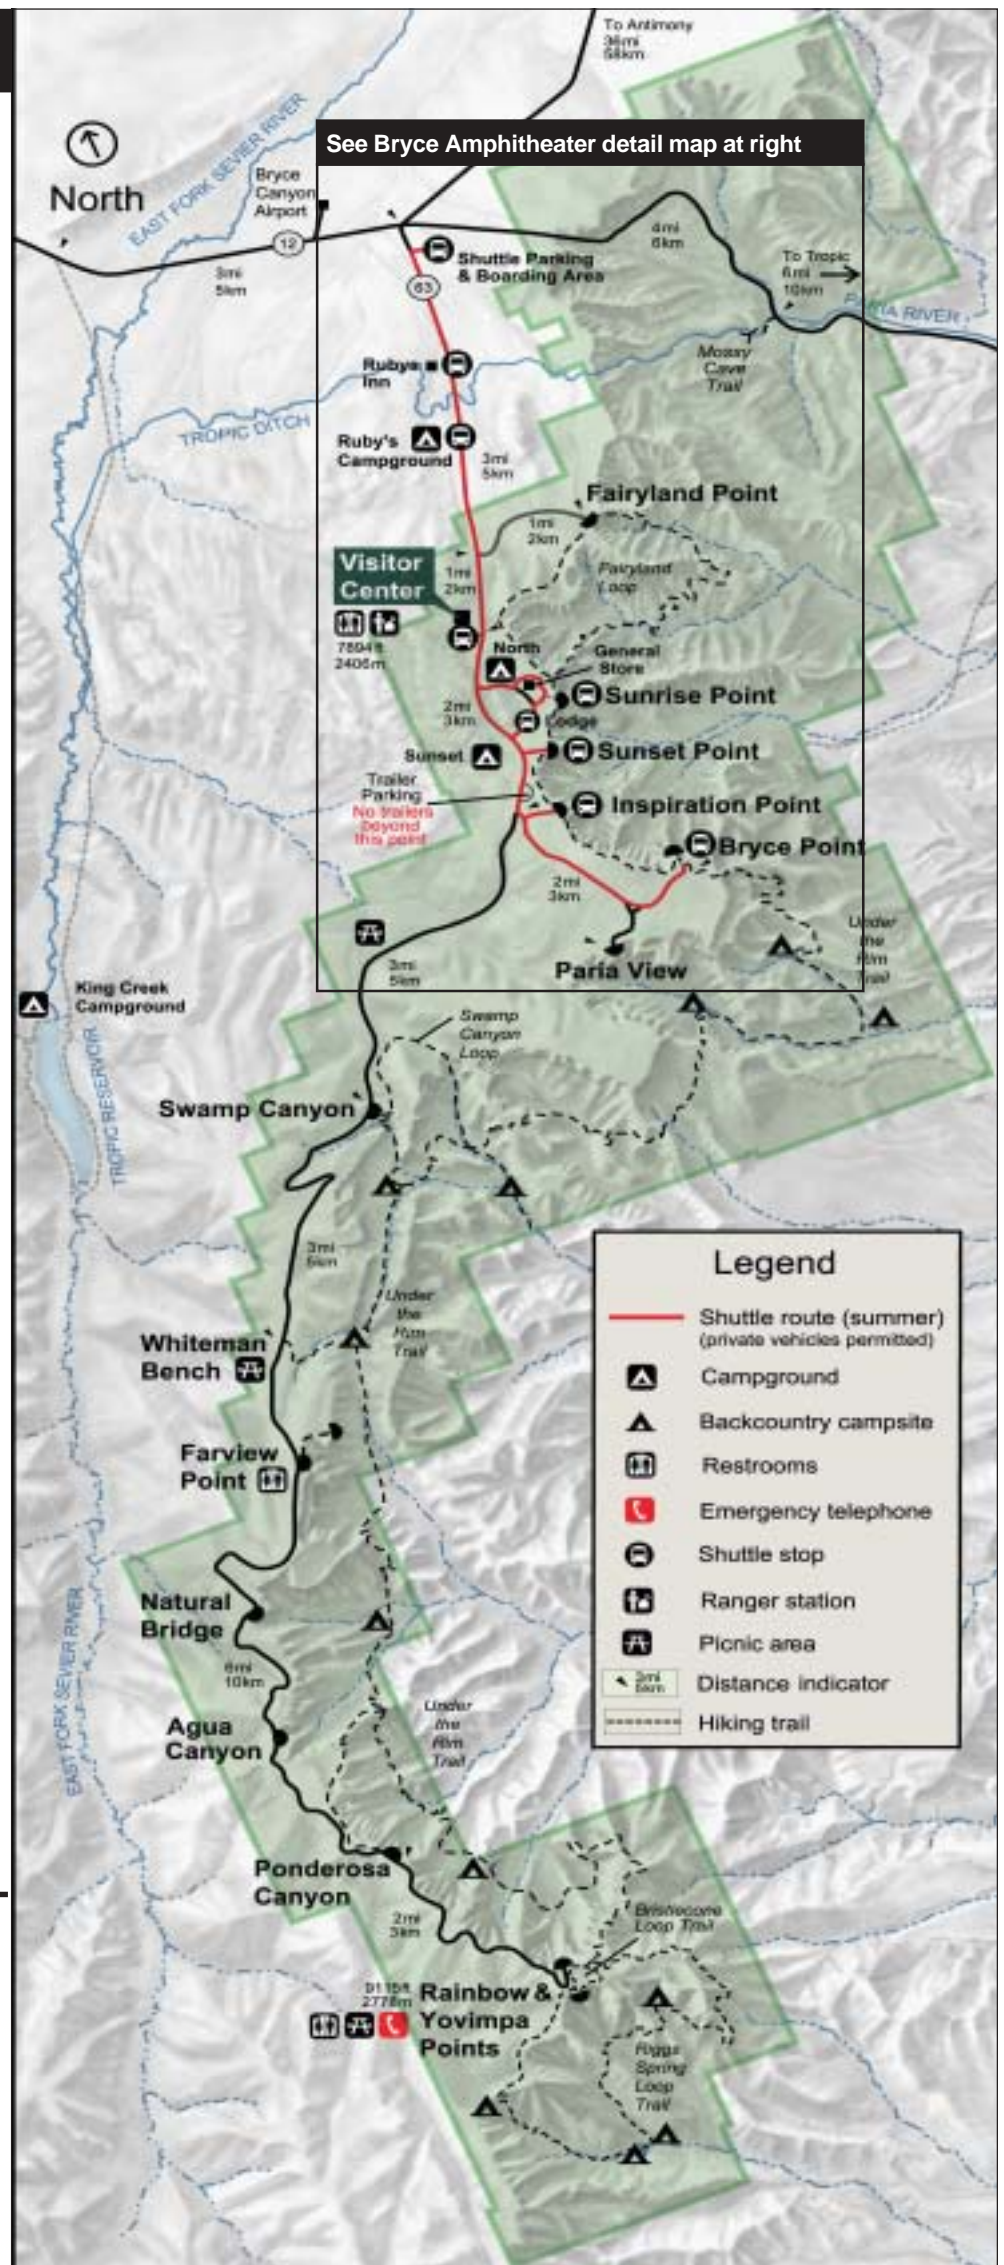 To Antimony
36mi
58km
See Bryce Amphitheater detail map at right
North
EAST FORK SEVIER RIVER
Bryce
Canyon
Airport
12
3mi
5km
4mi
6km
To Tropic
6mi
10km
Shuttle Parking
& Boarding Area
63
PARIA RIVER
Mossy
Cave
Trail
Rubys
Inn
TROPIC DITCH
Ruby's
Campground
3mi
5km
Fairyland Point
1mi
2km
Visitor
Center
1mi
2km
Fairyland
Loop
7894ft
2406m
North
General
Store
Sunrise Point
2mi
3km
Lodge
Sunset
Sunset Point
Trailer
Parking
No trailers
beyond
this point
Inspiration Point
Bryce Point
2mi
3km
Under
the
Rim
Trail
Paria View
3mi
5km
King Creek
Campground
TROPIC RESERVOIR
Swamp
Canyon
Loop
Swamp Canyon
3mi
5km
Under
the
Rim
Trail
Whiteman
Bench
Farview
Point
Legend
Shuttle route (summer)
(private vehicles permitted)
Campground
Backcountry campsite
Restrooms
Emergency telephone
Shuttle stop
Ranger station
Picnic area
3mi
5km
Distance indicator
Hiking trail
Natural
Bridge
6mi
10km
EAST FORK SEVIER RIVER
Agua
Canyon
Under
the
Rim
Trail
Ponderosa
Canyon
2mi
3km
Bristlecone
Loop Trail
9115ft
2778m
Rainbow &
Yovimpa
Points
Riggs
Spring
Loop
Trail